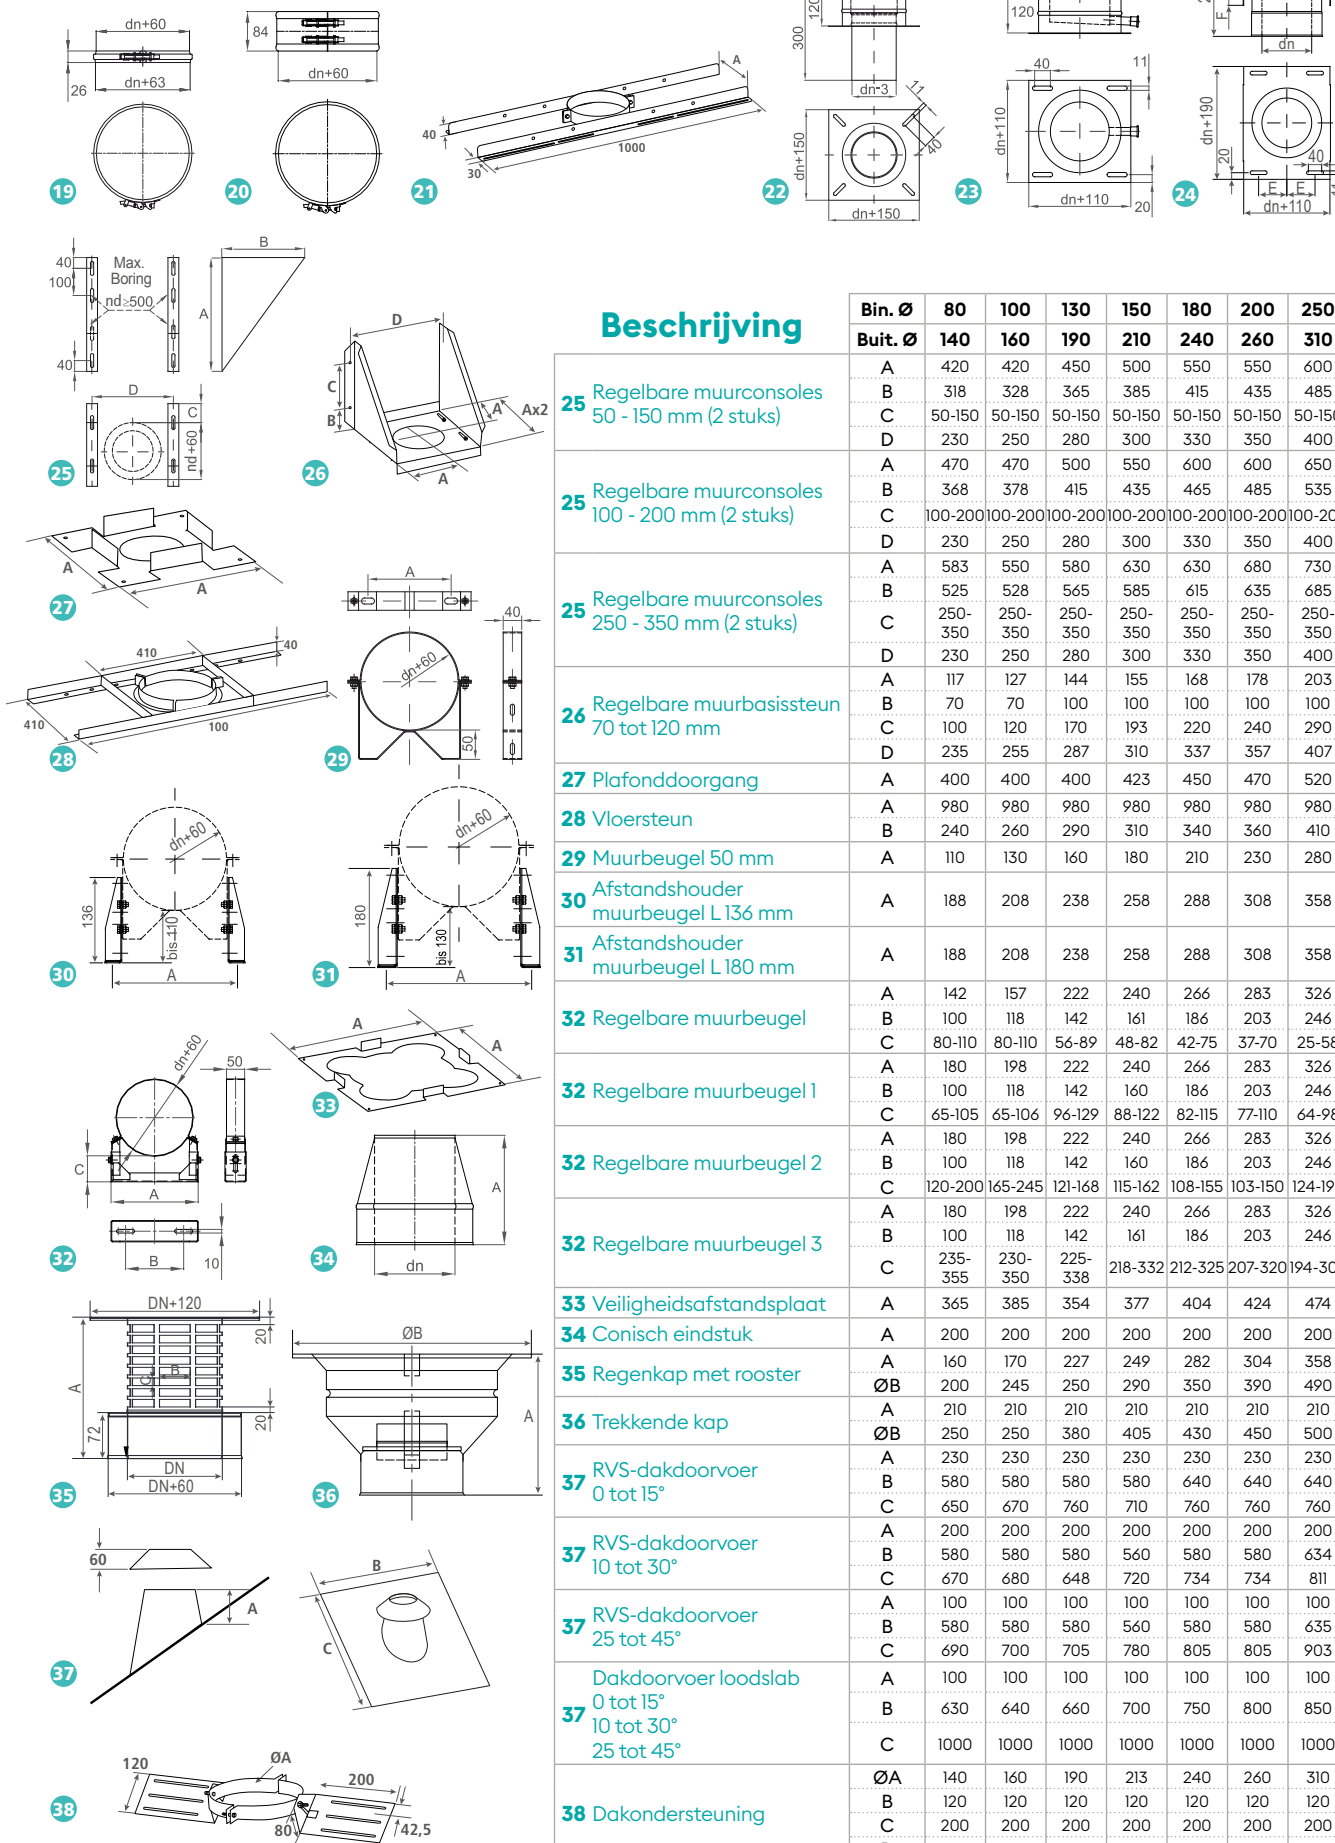 dn+60
dn+63
26
19
84
dn+60
20
A
40
30
1000
21
120
300
dn-3
dn+150
11
40
dn+150
22
120
40
11
dn+110
dn+110
20
23
F
dn
dn+190
20
40
E
E
dn+110
24
40
100
40
Max.
Boring
nd≥500
B
A
D
C
nd+60
25
D
C
B
A
Ax2
A
26
A
A
27
A
40
dn+60
50
29
410
40
410
100
28
dn+60
136
bis 110
A
30
dn+60
180
bis 130
A
31
dn+60
50
C
A
B
10
32
A
A
33
A
dn
34
DN+120
20
A
B
C
20
72
DN
DN+60
35
ØB
A
36
60
A
B
C
37
120
ØA
200
80
42,5
38
Beschrijving
Bin. Ø 80 100 130 150 180 200 250
Buit. Ø 140 160 190 210 240 260 310
25 Regelbare muurconsoles
50 - 150 mm (2 stuks)
A 420 420 450 500 550 550 600
B 318 328 365 385 415 435 485
C 50-150 50-150 50-150 50-150 50-150 50-150
D 230 250 280 300 330 350 400
25 Regelbare muurconsoles
100 - 200 mm (2 stuks)
A 470 470 500 550 600 600 650
B 368 378 415 435 465 485 535
C 100-200 100-200 100-200 100-200 100-200 100-200
D 230 250 280 300 330 350 400
25 Regelbare muurconsoles
250 - 350 mm (2 stuks)
A 583 550 580 630 630 680 730
B 525 528 565 585 615 635 685
C 250- 250- 250- 250- 250- 250- 250-
350 350 350 350 350 350 350
D 230 250 280 300 330 350 400
26 Regelbare muurbasissteun
70 tot 120 mm
A 117 127 144 155 168 178 203
B 70 70 100 100 100 100 100
C 100 120 170 193 220 240 290
D 235 255 287 310 337 357 407
27 Plafonddoorgang A 400 400 400 423 450 470 520
28 Vloersteun
A 980 980 980 980 980 980 980
B 240 260 290 310 340 360 410
29 Muurbeugel 50 mm A 110 130 160 180 210 230 280
30 Afstandshouder
muurbeugel L 136 mm
A 188 208 238 258 288 308 358
31 Afstandshouder
muurbeugel L 180 mm
A 188 208 238 258 288 308 358
32 Regelbare muurbeugel
A 142 157 222 240 266 283 326
B 100 118 142 161 186 203 246
C 80-110 80-110 56-89 48-82 42-75 37-70 25-58
32 Regelbare muurbeugel 1
A 180 198 222 240 266 283 326
B 100 118 142 160 186 203 246
C 65-105 65-106 96-129 88-122 82-115 77-110 64-98
32 Regelbare muurbeugel 2
A 180 198 222 240 266 283 326
B 100 118 142 160 186 203 246
C 120-200 165-245 121-168 115-162 108-155 103-150
32 Regelbare muurbeugel 3
A 180 198 222 240 266 283 326
B 100 118 142 161 186 203 246
C 235- 230- 225- 218-332 212-325 207-320
355 350 338
33 Veiligheidsafstandsplaat A 365 385 354 377 404 424 474
34 Conisch eindstuk A 200 200 200 200 200 200 200
35 Regenkap met rooster
A 160 170 227 249 282 304 358
ØB 200 245 250 290 350 390 490
36 Trekkende kap
A 210 210 210 210 210 210 210
ØB 250 250 380 405 430 450 500
37 RVS-dakdoorvoer
0 tot 15°
A 230 230 230 230 230 230 230
B 580 580 580 580 640 640 640
C 650 670 760 710 760 760 760
37 RVS-dakdoorvoer
10 tot 30°
A 200 200 200 200 200 200 200
B 580 580 580 560 580 580 634
C 670 680 648 720 734 734 811
37 RVS-dakdoorvoer
25 tot 45°
A 100 100 100 100 100 100 100
B 580 580 580 560 580 580 635
C 690 700 705 780 805 805 903
37 Dakdoorvoer loodslab
0 tot 15°
10 tot 30°
25 tot 45°
A 100 100 100 100 100 100 100
B 630 640 660 700 750 800 850
C 1000 1000 1000 1000 1000 1000 1000
38 Dakondersteuning
ØA 140 160 190 213 240 260 310
B 120 120 120 120 120 120 120
C 200 200 200 200 200 200 200